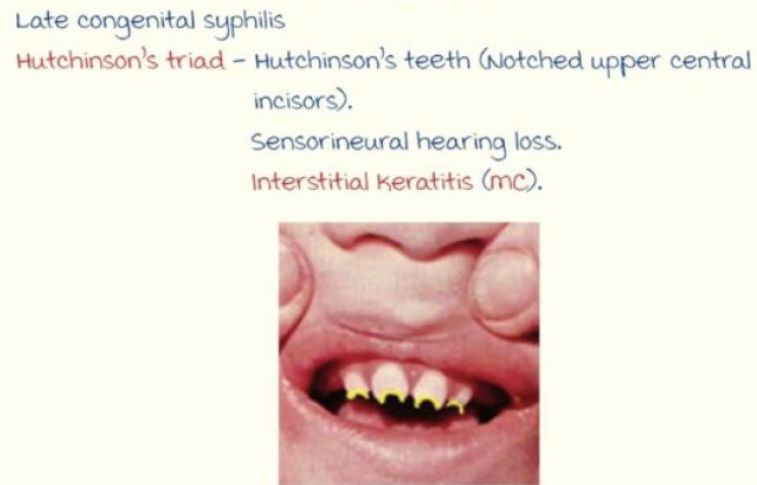 Late congenital syphilis
Hutchinson's triad - Hutchinson's teeth (Notched upper central
incisors).
Sensorineural hearing loss.
Interstitial keratitis (mc).